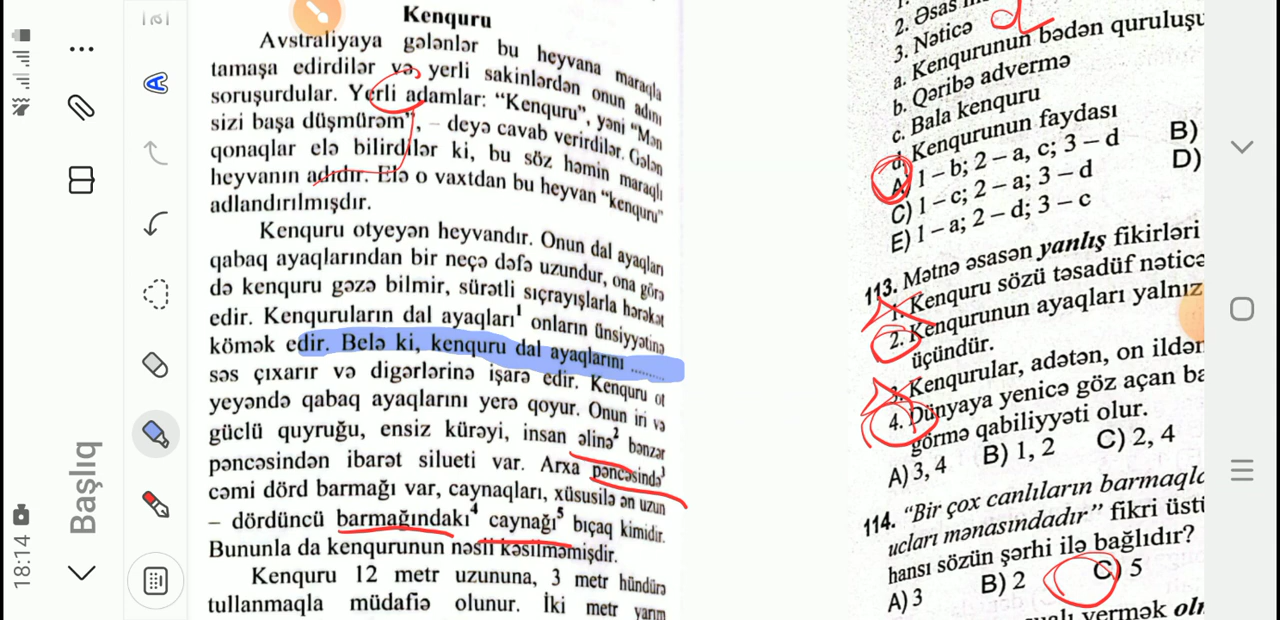 18:14
Başlıq
Kenquru
Avstraliyaya gələnlər bu heyvana maraqla
tamaşa edirdilər və yerli sakinlərdən onun adını
soruşurdular. Yerli adamlar: “Kenquru”, yəni “Mən
sizi başa düşmürəm”, – deyə cavab verirdilər. Gələn
qonaqlar elə bilirdilər ki, bu söz həmin maraqlı
heyvanın adıdır. Elə o vaxtdan bu heyvan “kenquru”
adlandırılmışdır.
Kenquru otyeyən heyvandır. Onun dal ayaqları
qabaq ayaqlarından bir neçə dəfə uzundur, ona görə
də kenquru gəzə bilmir, sürətli sıçrayışlarla hərəkət
edir. Kenquruların dal ayaqları¹ onların ünsiyyətinə
kömək edir. Belə ki, kenquru dal ayaqlarını ........
səs çıxarır və digərlərinə işarə edir. Kenquru ot
yeyəndə qabaq ayaqlarını yerə qoyur. Onun iri və
güclü quyruğu, ensiz kürəyi, insan əlinə² bənzər
pəncəsindən ibarət silueti var. Arxa pəncəsində³
cəmi dörd barmağı var, caynaqları, xüsusilə ən uzun
– dördüncü barmağındakı⁴ caynağı⁵ bıçaq kimidir.
Bununla da kenqurunun nəsli kəsilməmişdir.
Kenquru 12 metr uzununa, 3 metr hündürə
tullanmaqla müdafiə olunur. İki metr yarım
1.
2. Əsas
3. Nəticə
a. Kenqurunun bədən quruluşu
b. Qəribə advermə
c. Bala kenquru
d. Kenqurunun faydası
A) 1 – b; 2 – a, c; 3 – d B)
C) 1 – c; 2 – a; 3 – d D)
E) 1 – a; 2 – d; 3 – c
113. Mətnə əsasən yanlış fikirləri
1. Kenquru sözü təsadüf nəticə
2. Kenqurunun ayaqları yalnız
üçündür.
3. Kenqurular, adətən, on ildən
4. Dünyaya yenicə göz açan ba
görmə qabiliyyəti olur.
A) 3, 4 B) 1, 2 C) 2, 4
114. “Bir çox canlıların barmaqla
ucları mənasındadır” fikri üstü
hansı sözün şərhi ilə bağlıdır?
A) 3 B) 2 C) 5
vermək olm